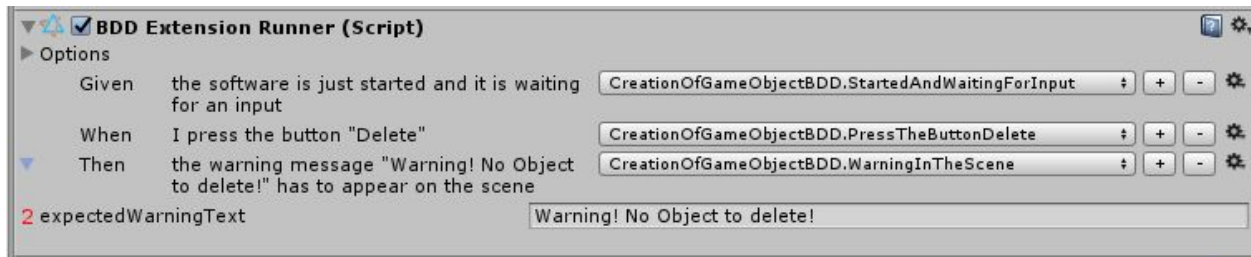 BDD Extension Runner (Script)
Options
Given the software is just started and it is waiting for an input CreationOfGameObjectBDD.StartedAndWaitingForInput + -
When I press the button "Delete" CreationOfGameObjectBDD.PressTheButtonDelete + -
Then the warning message "Warning! No Object to delete!" has to appear on the scene CreationOfGameObjectBDD.WarningInTheScene + -
2 expectedWarningText Warning! No Object to delete!